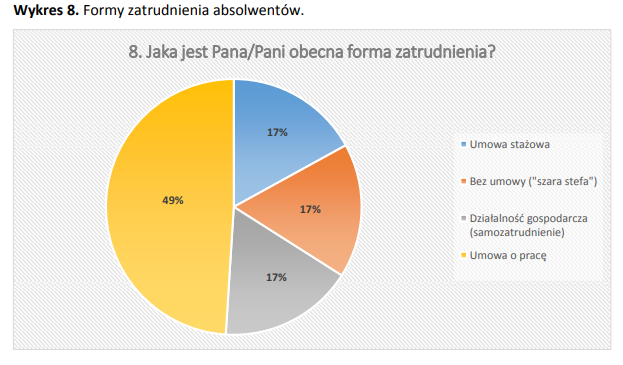 Wykres 8. Formy zatrudnienia absolwentów.
8. Jaka jest Pana/Pani obecna forma zatrudnienia?
17%
17%
17%
49%
Umowa stażowa
Bez umowy ("szara stefa")
Działalność gospodarcza
(samozatrudnienie)
Umowa o pracę